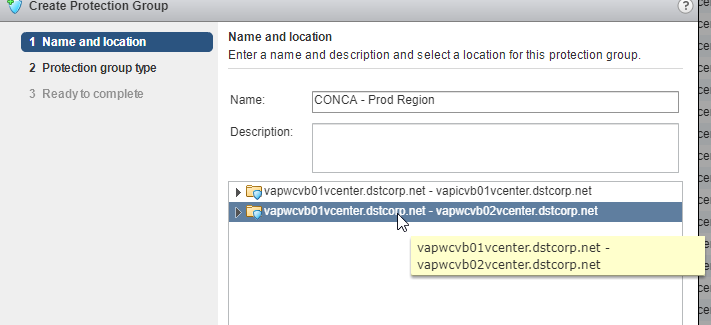 Create Protection Group
?
1 Name and location
2 Protection group type
3 Ready to complete
Name and location
Enter a name and description and select a location for this protection group.
Name:
CONCA - Prod Region
Description:
vapwcvb01vcenter.dstcorp.net - vapicvb01vcenter.dstcorp.net
vapwcvb01vcenter.dstcorp.net - vapwcvb02vcenter.dstcorp.net
vapwcvb01vcenter.dstcorp.net -
vapwcvb02vcenter.dstcorp.net